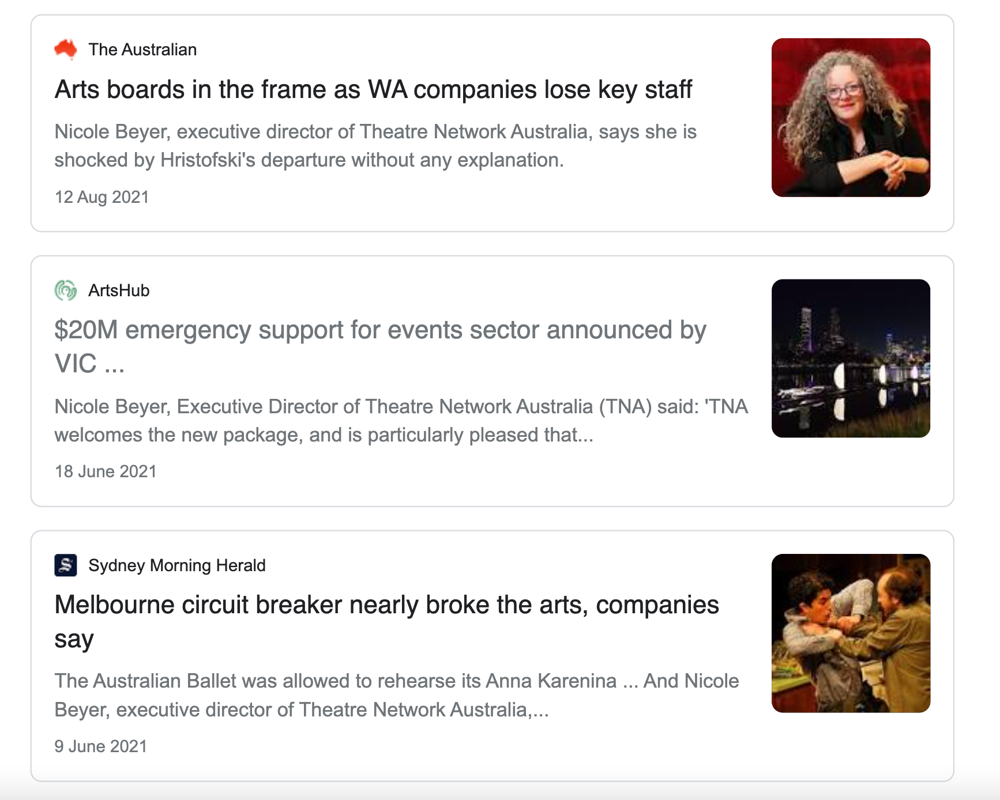 The Australian
Arts boards in the frame as WA companies lose key staff
Nicole Beyer, executive director of Theatre Network Australia, says she is
shocked by Hristofski's departure without any explanation.
12 Aug 2021
ArtsHub
$20M emergency support for events sector announced by
VIC ...
Nicole Beyer, Executive Director of Theatre Network Australia (TNA) said: 'TNA
welcomes the new package, and is particularly pleased that...
18 June 2021
Sydney Morning Herald
Melbourne circuit breaker nearly broke the arts, companies
say
The Australian Ballet was allowed to rehearse its Anna Karenina ... And Nicole
Beyer, executive director of Theatre Network Australia,...
9 June 2021